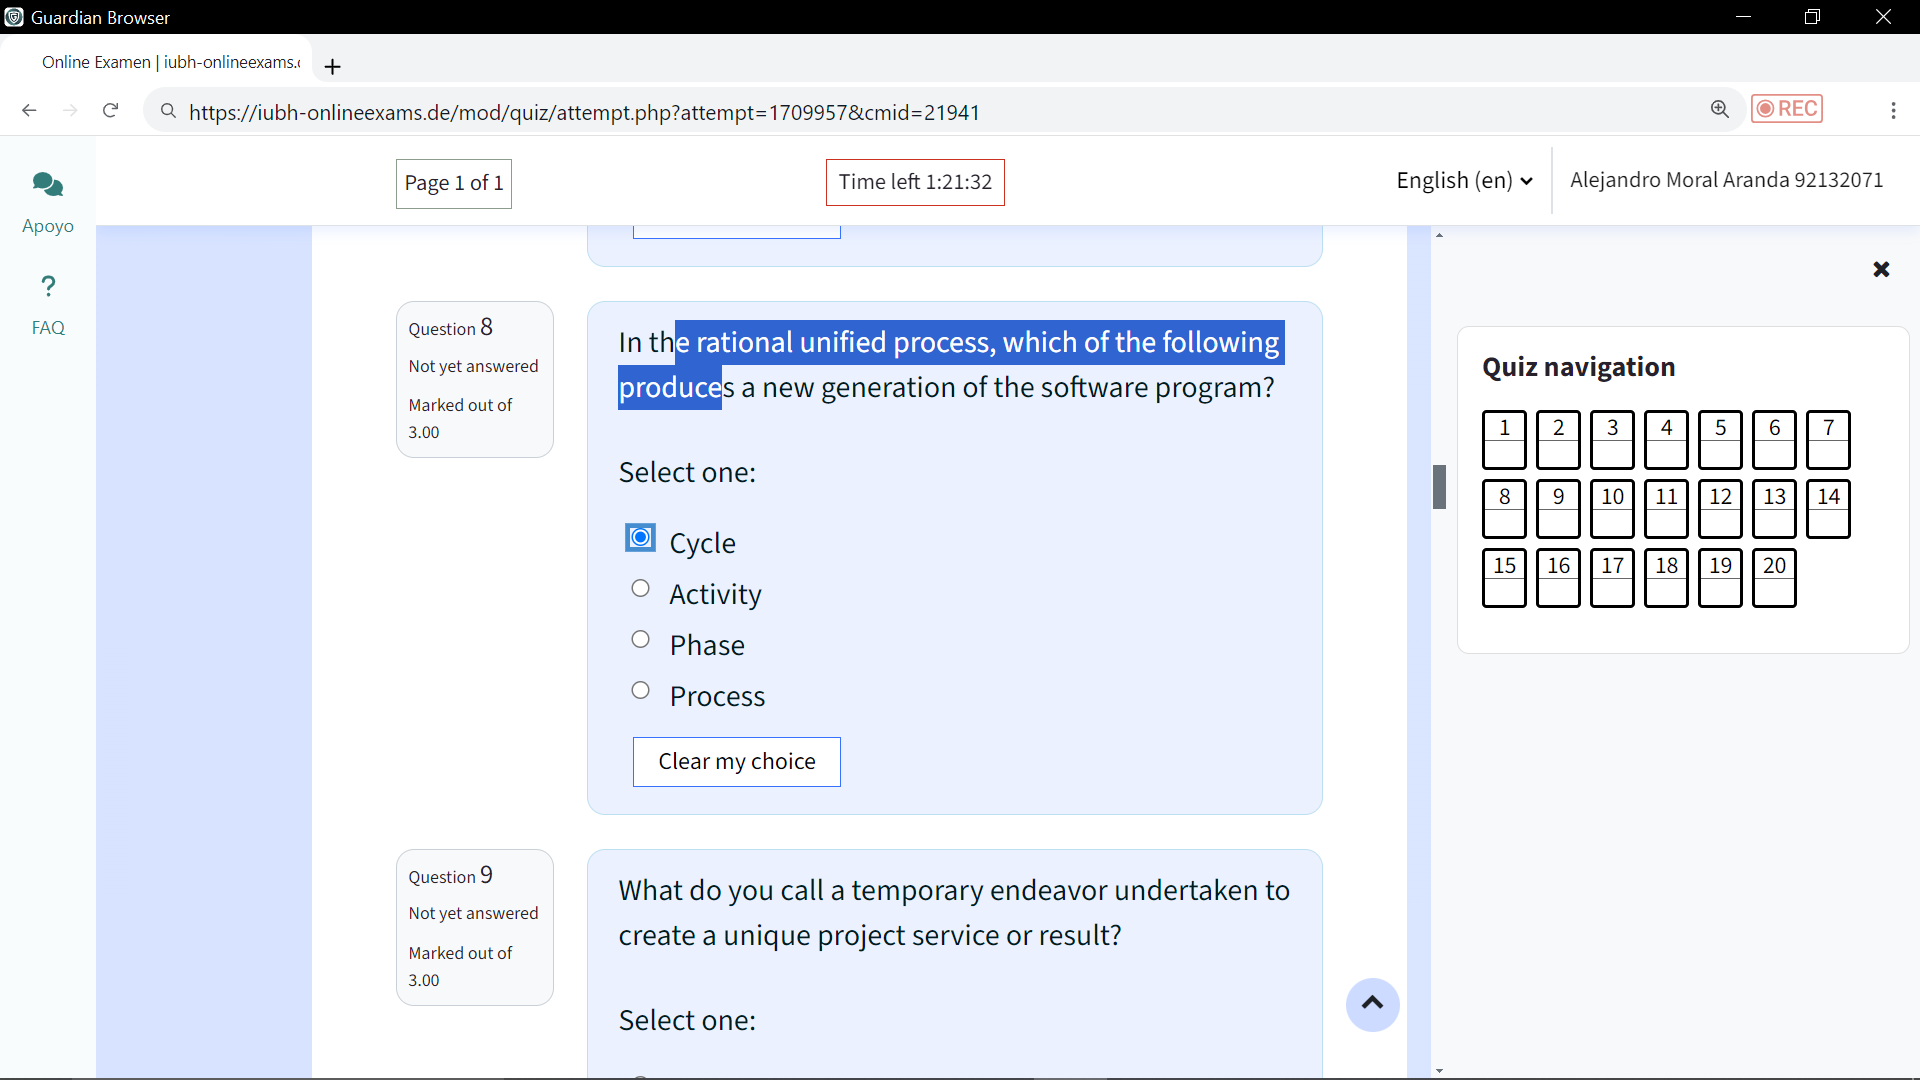 Guardian Browser
Online Examen | iubh-onlineexams.
https://iubh-onlineexams.de/mod/quiz/attempt.php?attempt=1709957&cmid=21941
REC
Page 1 of 1
Time left 1:21:32
English (en)
Alejandro Moral Aranda 92132071
Apoyo
?
FAQ
Question 8
Not yet answered
Marked out of
3.00
In the rational unified process, which of the following
produces a new generation of the software program?
Select one:
Cycle
Activity
Phase
Process
Clear my choice
Question 9
Not yet answered
Marked out of
3.00
What do you call a temporary endeavor undertaken to
create a unique project service or result?
Select one:
Quiz navigation
1 2 3 4 5 6 7
8 9 10 11 12 13 14
15 16 17 18 19 20